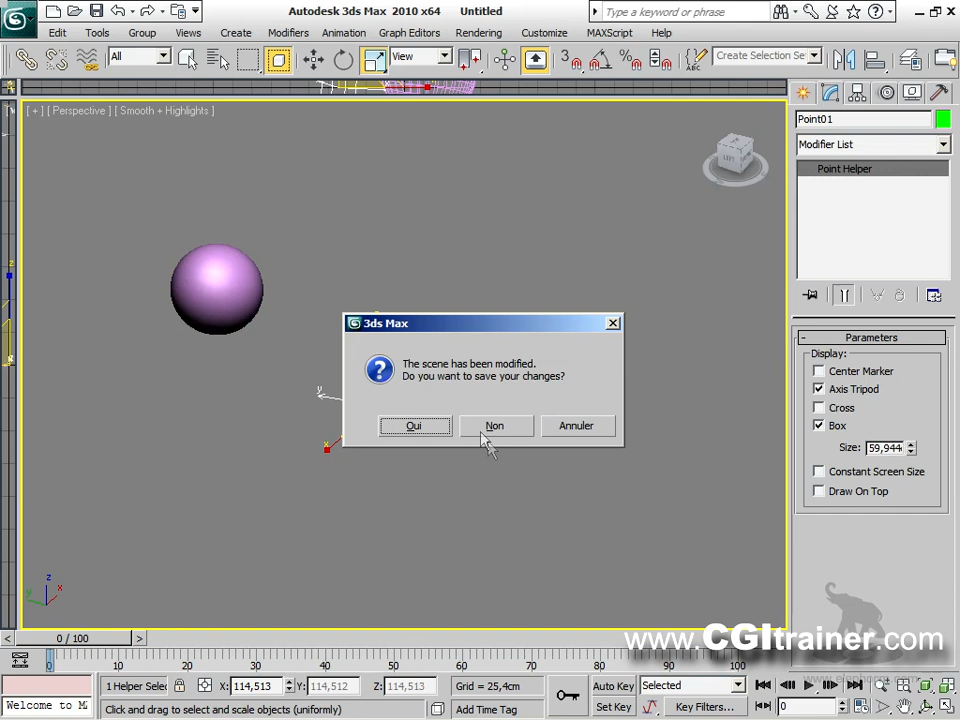 Autodesk 3ds Max 2010 x64 Untitled
Type a keyword or phrase
Edit Tools Group Views Create Modifiers Animation Graph Editors Rendering Customize MAXScript Help
All View 3 Create Selection Se
[ + ] [ Perspective ] [ Smooth + Highlights ]
Point01
Modifier List
Point Helper
3ds Max
The scene has been modified.
Do you want to save your changes?
Oui Non Annuler
Parameters
Display:
Center Marker
Axis Tripod
Cross
Box
Size: 59,944
Constant Screen Size
Draw On Top
y
x
z
z
x
y
0 / 100
www.CGItrainer.com
0 10 20 30 40 50 60 70 80 90 100
1 Helper Selec X: 114,513 Y: 114,512 Z: 114,513 Grid = 25,4cm Auto Key Selected
Welcome to M Click and drag to select and scale objects (uniformly) Add Time Tag Set Key Key Filters... 0